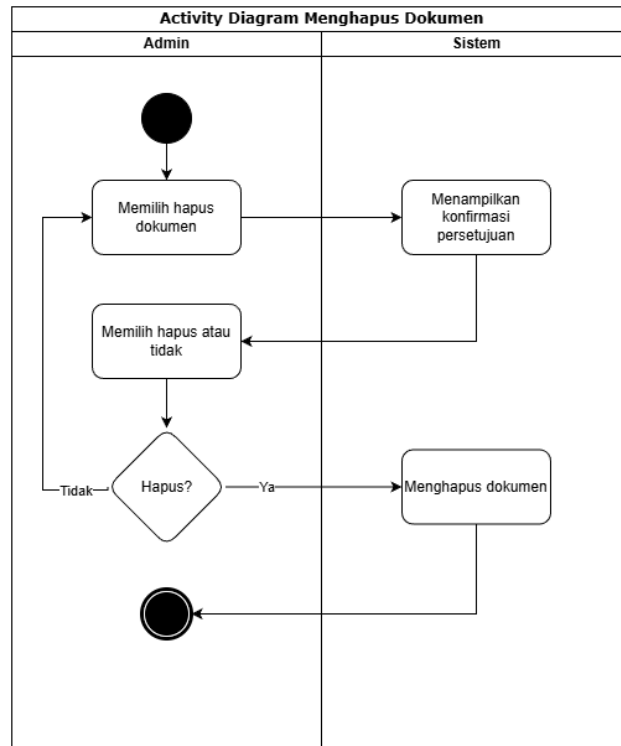 Activity Diagram Menghapus Dokumen
Admin
Sistem
Memilih hapus
dokumen
Menampilkan
konfirmasi
persetujuan
Memilih hapus atau
tidak
Hapus?
Tidak
Ya
Menghapus dokumen